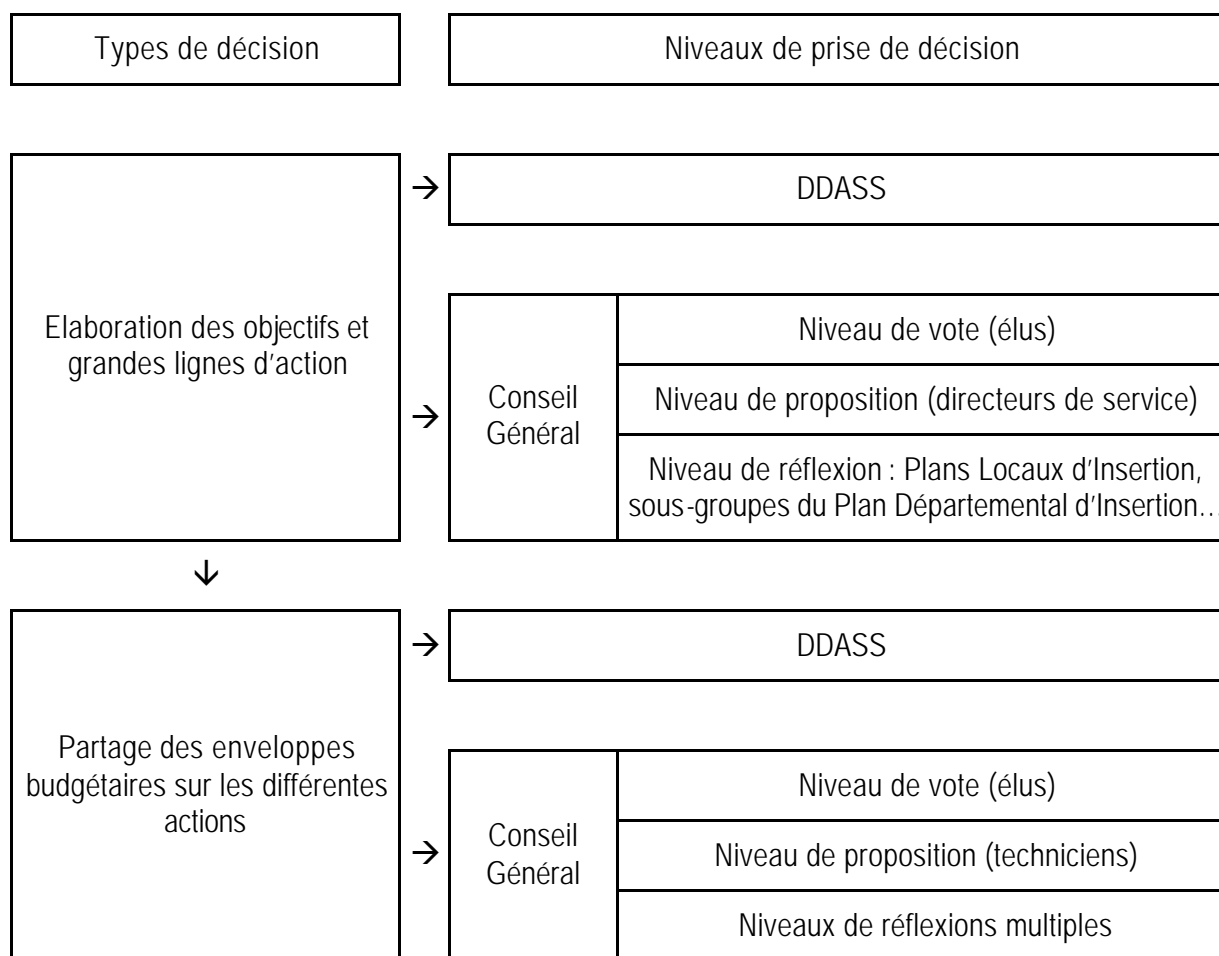 Types de décision
Niveaux de prise de décision
Elaboration des objectifs et
grandes lignes d'action
→
DDASS
→
Conseil
Général
Niveau de vote (élus)
Niveau de proposition (directeurs de service)
Niveau de réflexion : Plans Locaux d'Insertion,
sous-groupes du Plan Départemental d'Insertion…
↓
Partage des enveloppes
budgétaires sur les différentes
actions
→
DDASS
→
Conseil
Général
Niveau de vote (élus)
Niveau de proposition (techniciens)
Niveaux de réflexions multiples